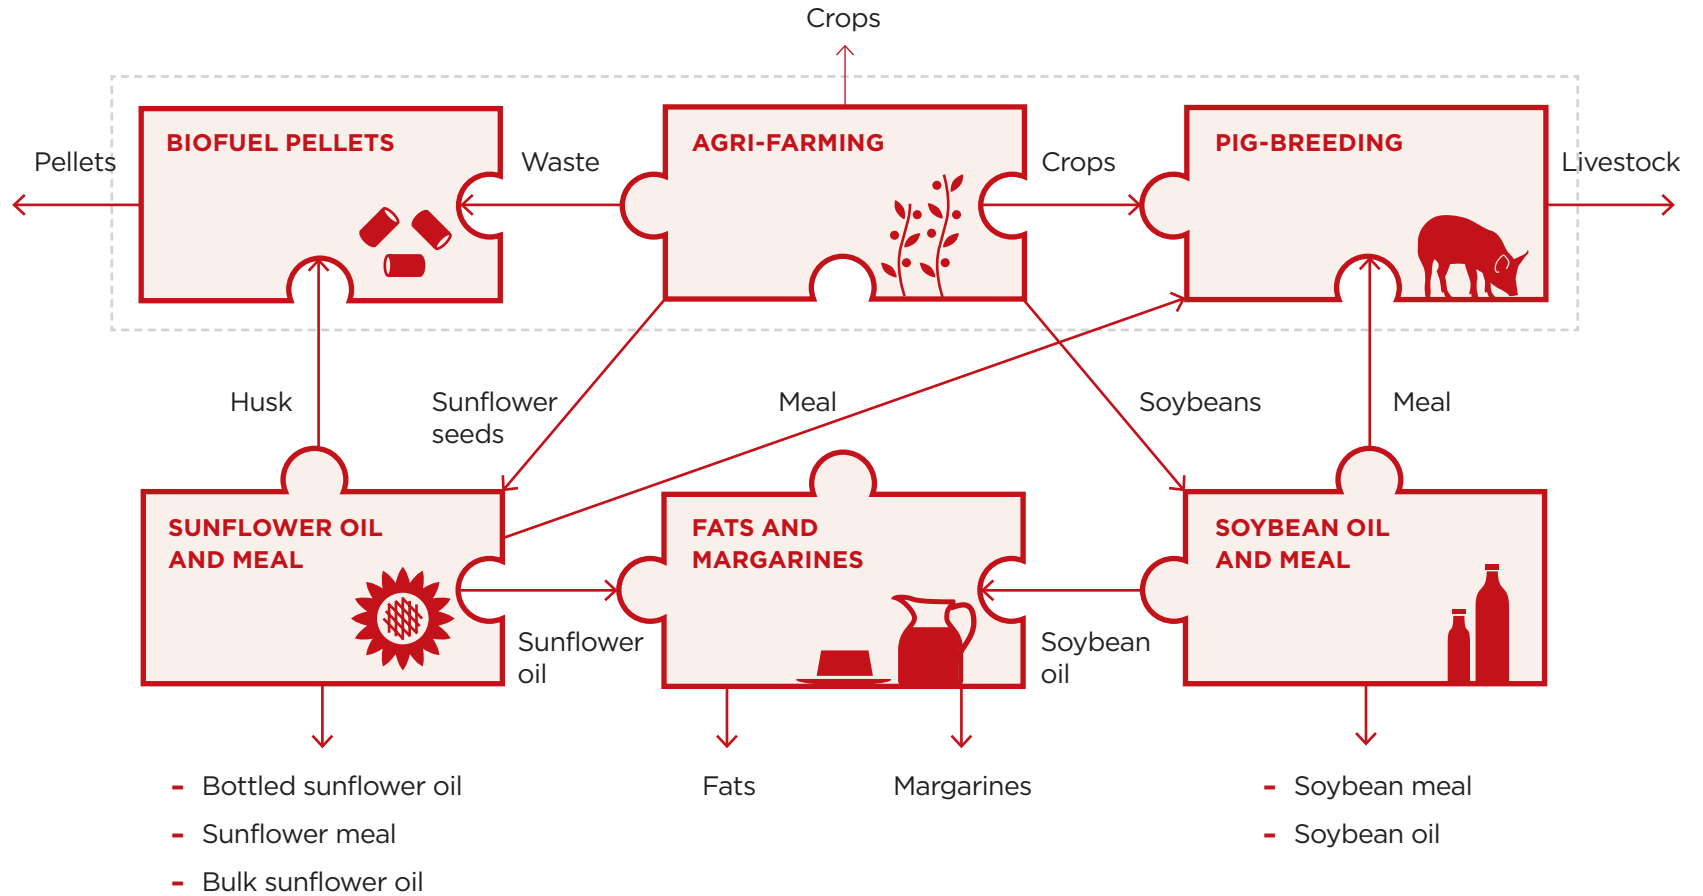 Crops
BIOFUEL PELLETS
AGRI-FARMING
PIG-BREEDING
Pellets
Waste
Crops
Livestock
Husk
Sunflower
seeds
Meal
Soybeans
Meal
SUNFLOWER OIL
AND MEAL
FATS AND
MARGARINES
SOYBEAN OIL
AND MEAL
Sunflower
oil
Soybean
oil
- Bottled sunflower oil
- Sunflower meal
- Bulk sunflower oil
Fats
Margarines
- Soybean meal
- Soybean oil